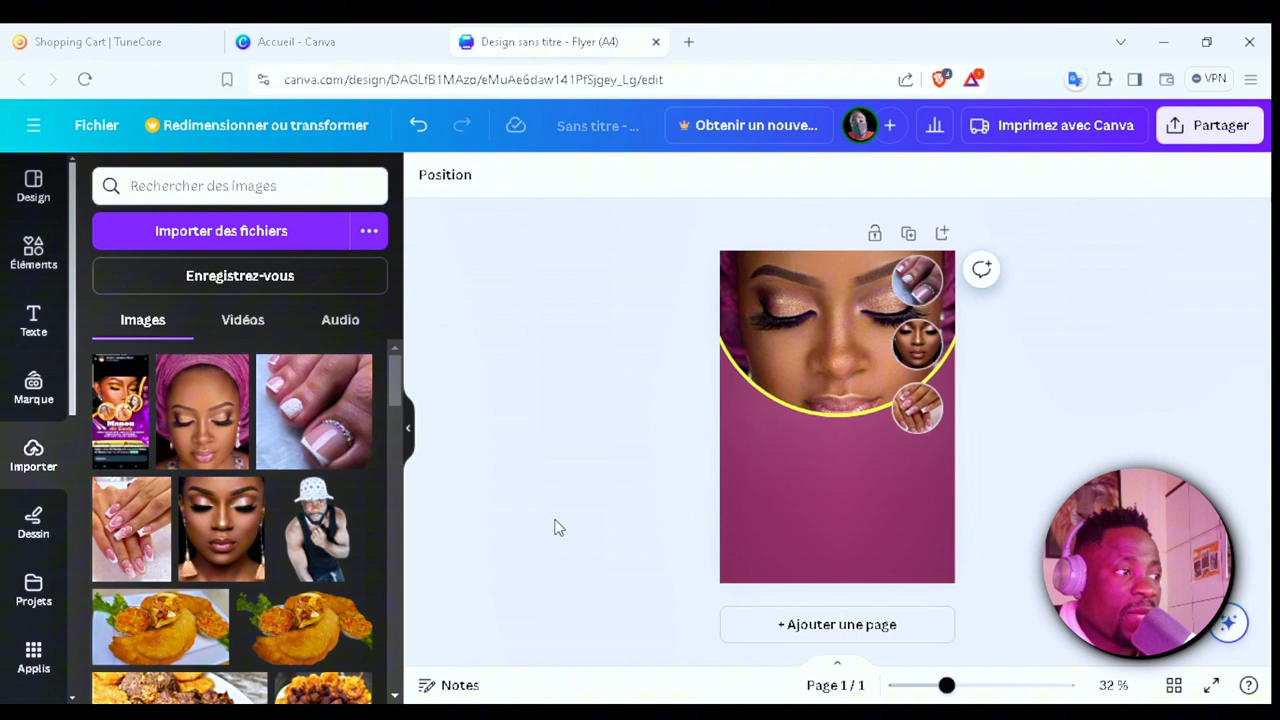 Shopping Cart | TuneCore
Accueil - Canva
Design sans titre - Flyer (A4)
canva.com/design/DAGLfB1MAzo/eMuAe6daw141PfSjgey_Lg/edit
4
VPN
Fichier
Redimensionner ou transformer
Sans titre - ...
Obtenir un nouve...
Imprimez avec Canva
Partager
Design
Éléments
Texte
Marque
Importer
Dessin
Projets
Applis
Rechercher des images
Importer des fichiers
Enregistrez-vous
Images
Vidéos
Audio
Manou
Position
+ Ajouter une page
Notes
Page 1 / 1
32 %